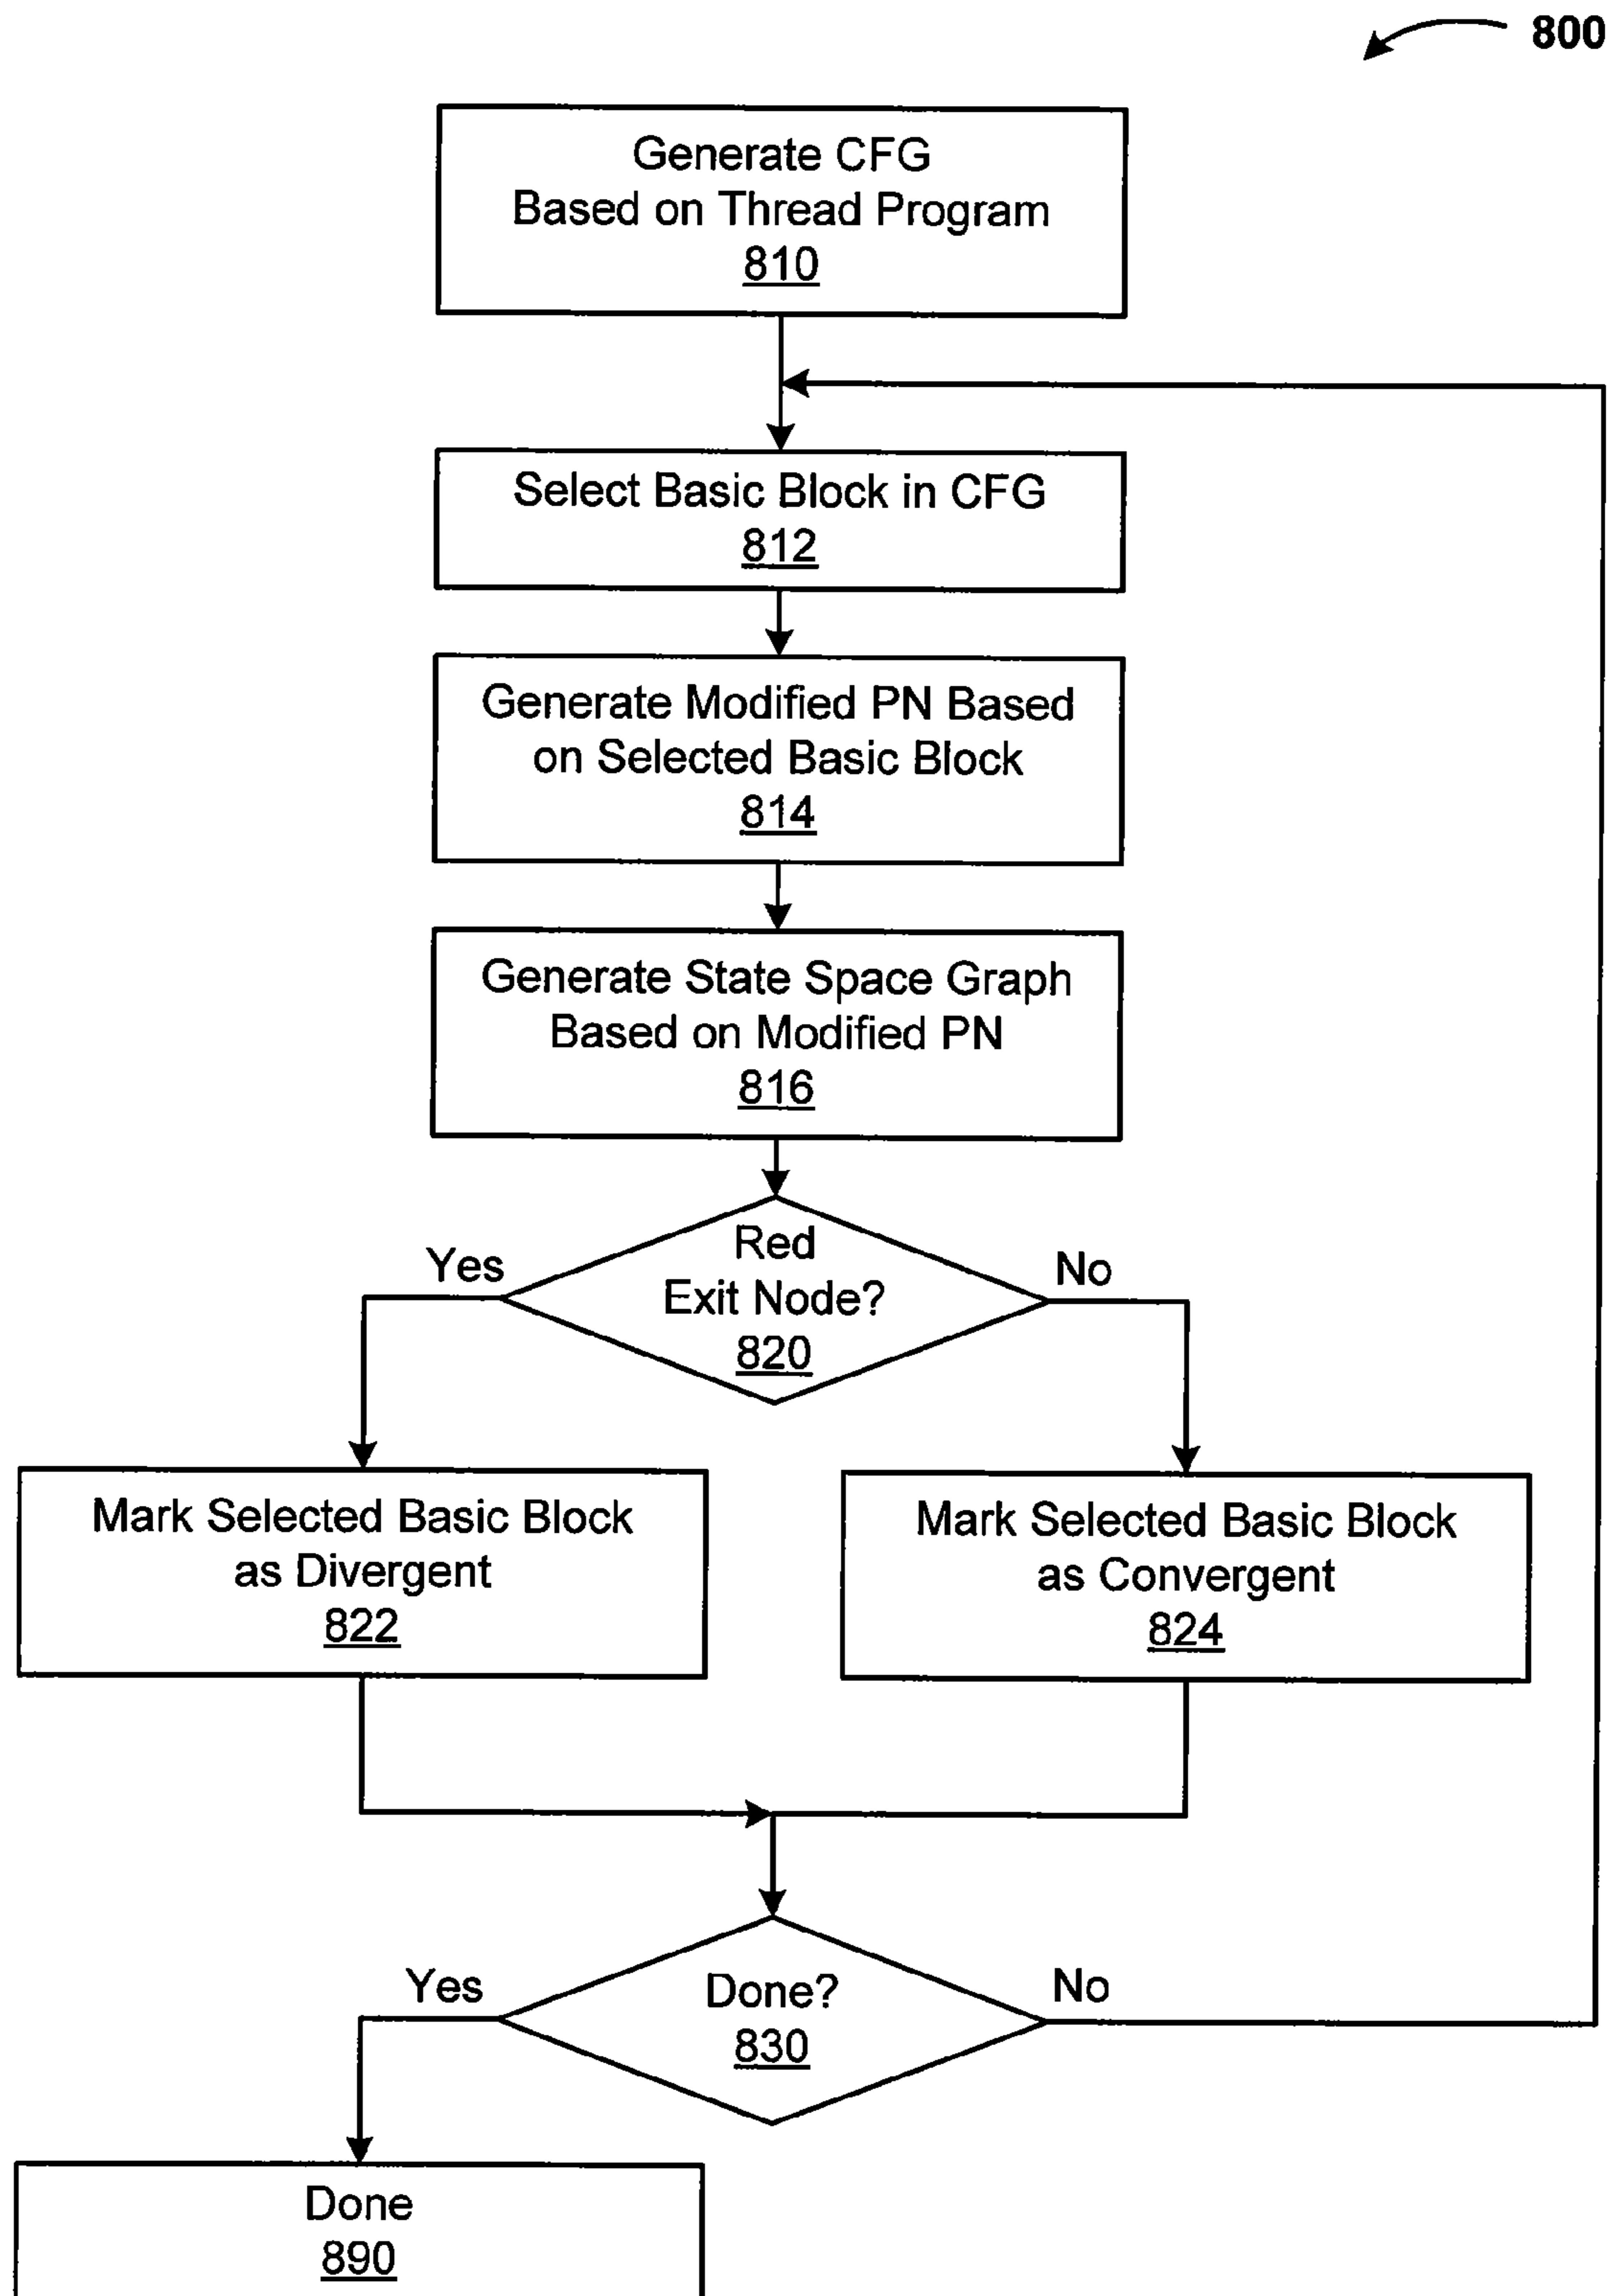 800
Generate CFG
Based on Thread Program
810
Select Basic Block in CFG
812
Generate Modified PN Based
on Selected Basic Block
814
Generate State Space Graph
Based on Modified PN
816
Red
Exit Node?
820
Yes
No
Mark Selected Basic Block
as Divergent
822
Mark Selected Basic Block
as Convergent
824
Done?
830
Yes
No
Done
890